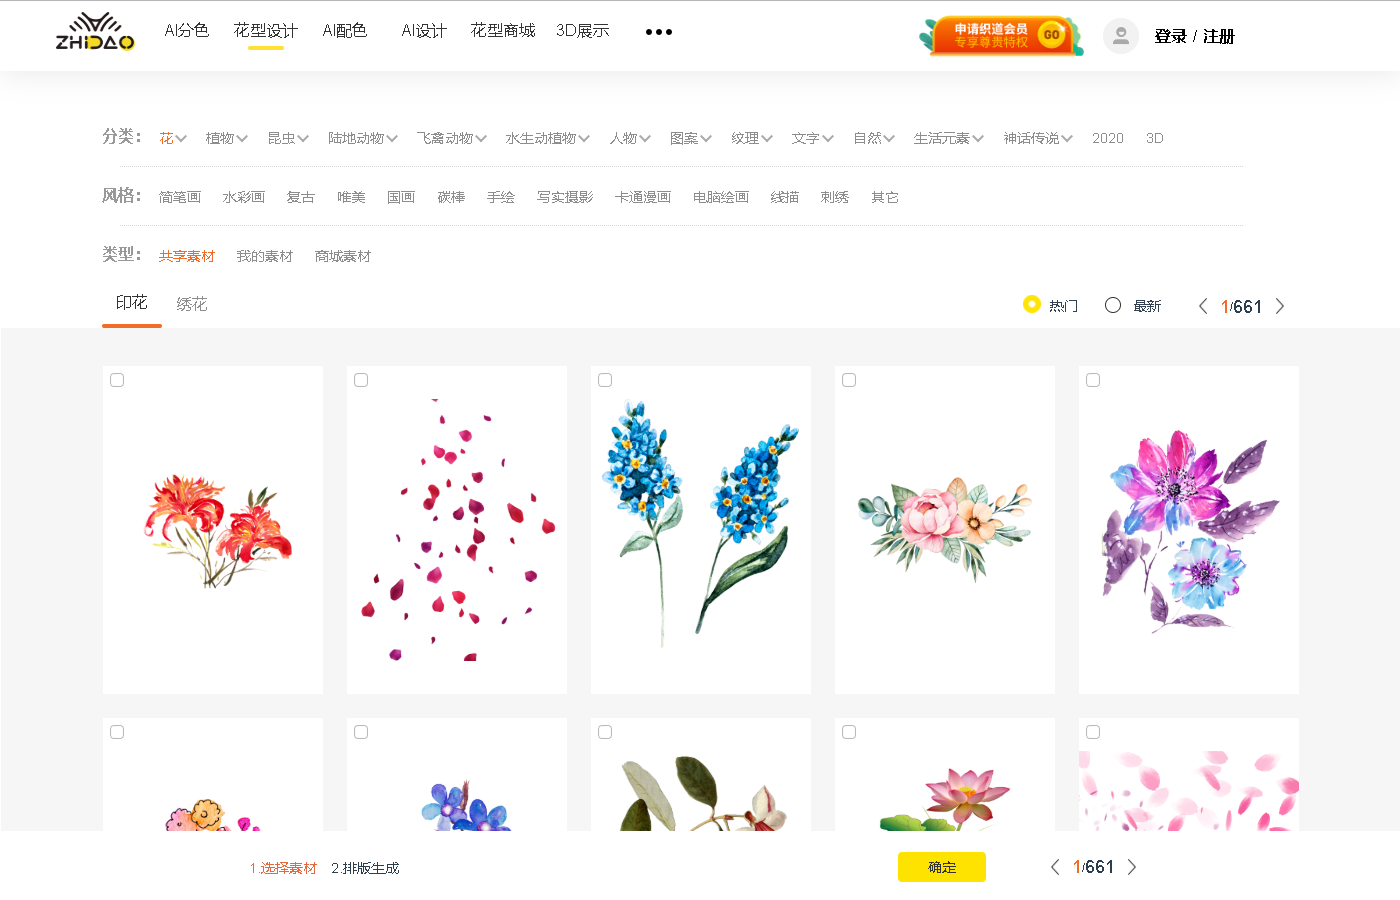 ZHiDAO AI分色 花型设计 AI配色 AI设计 花型商城 3D展示 ••• 申请织道会员 专享尊贵特权 GO 登录 / 注册
分类： 花 植物 昆虫 陆地动物 飞禽动物 水生动植物 人物 图案 纹理 文字 自然 生活元素 神话传说 2020 3D
风格： 简笔画 水彩画 复古 唯美 国画 碳棒 手绘 写实摄影 卡通漫画 电脑绘画 线描 刺绣 其它
类型： 共享素材 我的素材 商城素材
印花 绣花 热门 最新 1/661
1.选择素材 2.排版生成 确定 1/661